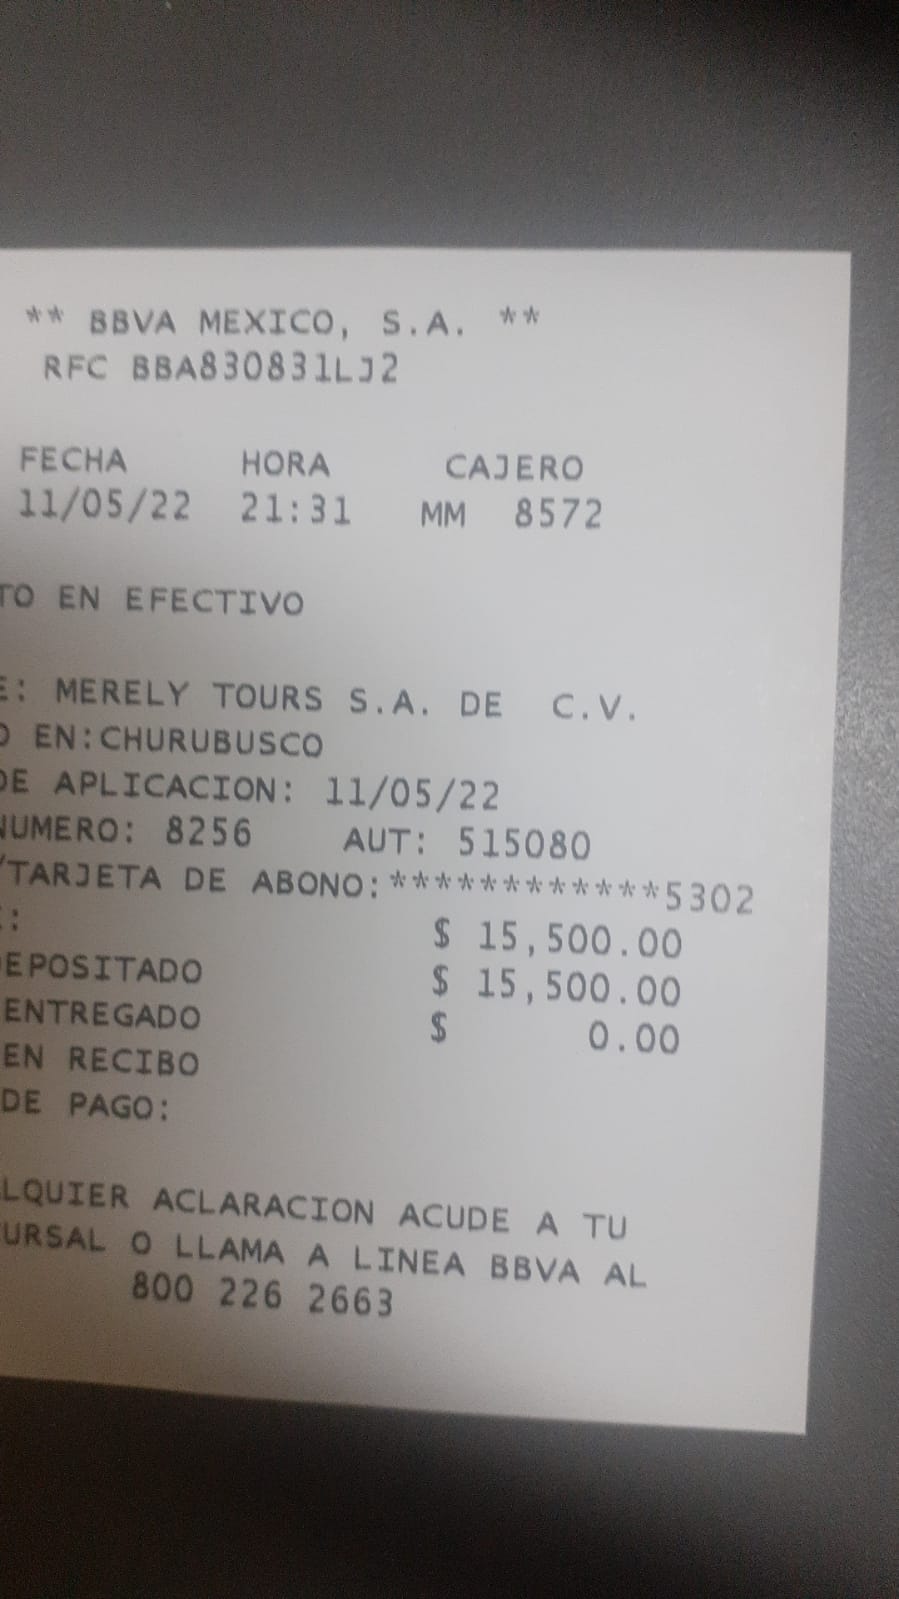 ** BBVA MEXICO, S.A. **
RFC BBA830831LJ2
FECHA HORA CAJERO
11/05/22 21:31 MM 8572
TO EN EFECTIVO
E: MERELY TOURS S.A. DE C.V.
O EN:CHURUBUSCO
DE APLICACION: 11/05/22
NUMERO: 8256 AUT: 515080
/TARJETA DE ABONO:************5302
: $ 15,500.00
DEPOSITADO $ 15,500.00
ENTREGADO $ 0.00
EN RECIBO
DE PAGO:
LQUIER ACLARACION ACUDE A TU
URSAL O LLAMA A LINEA BBVA AL
800 226 2663